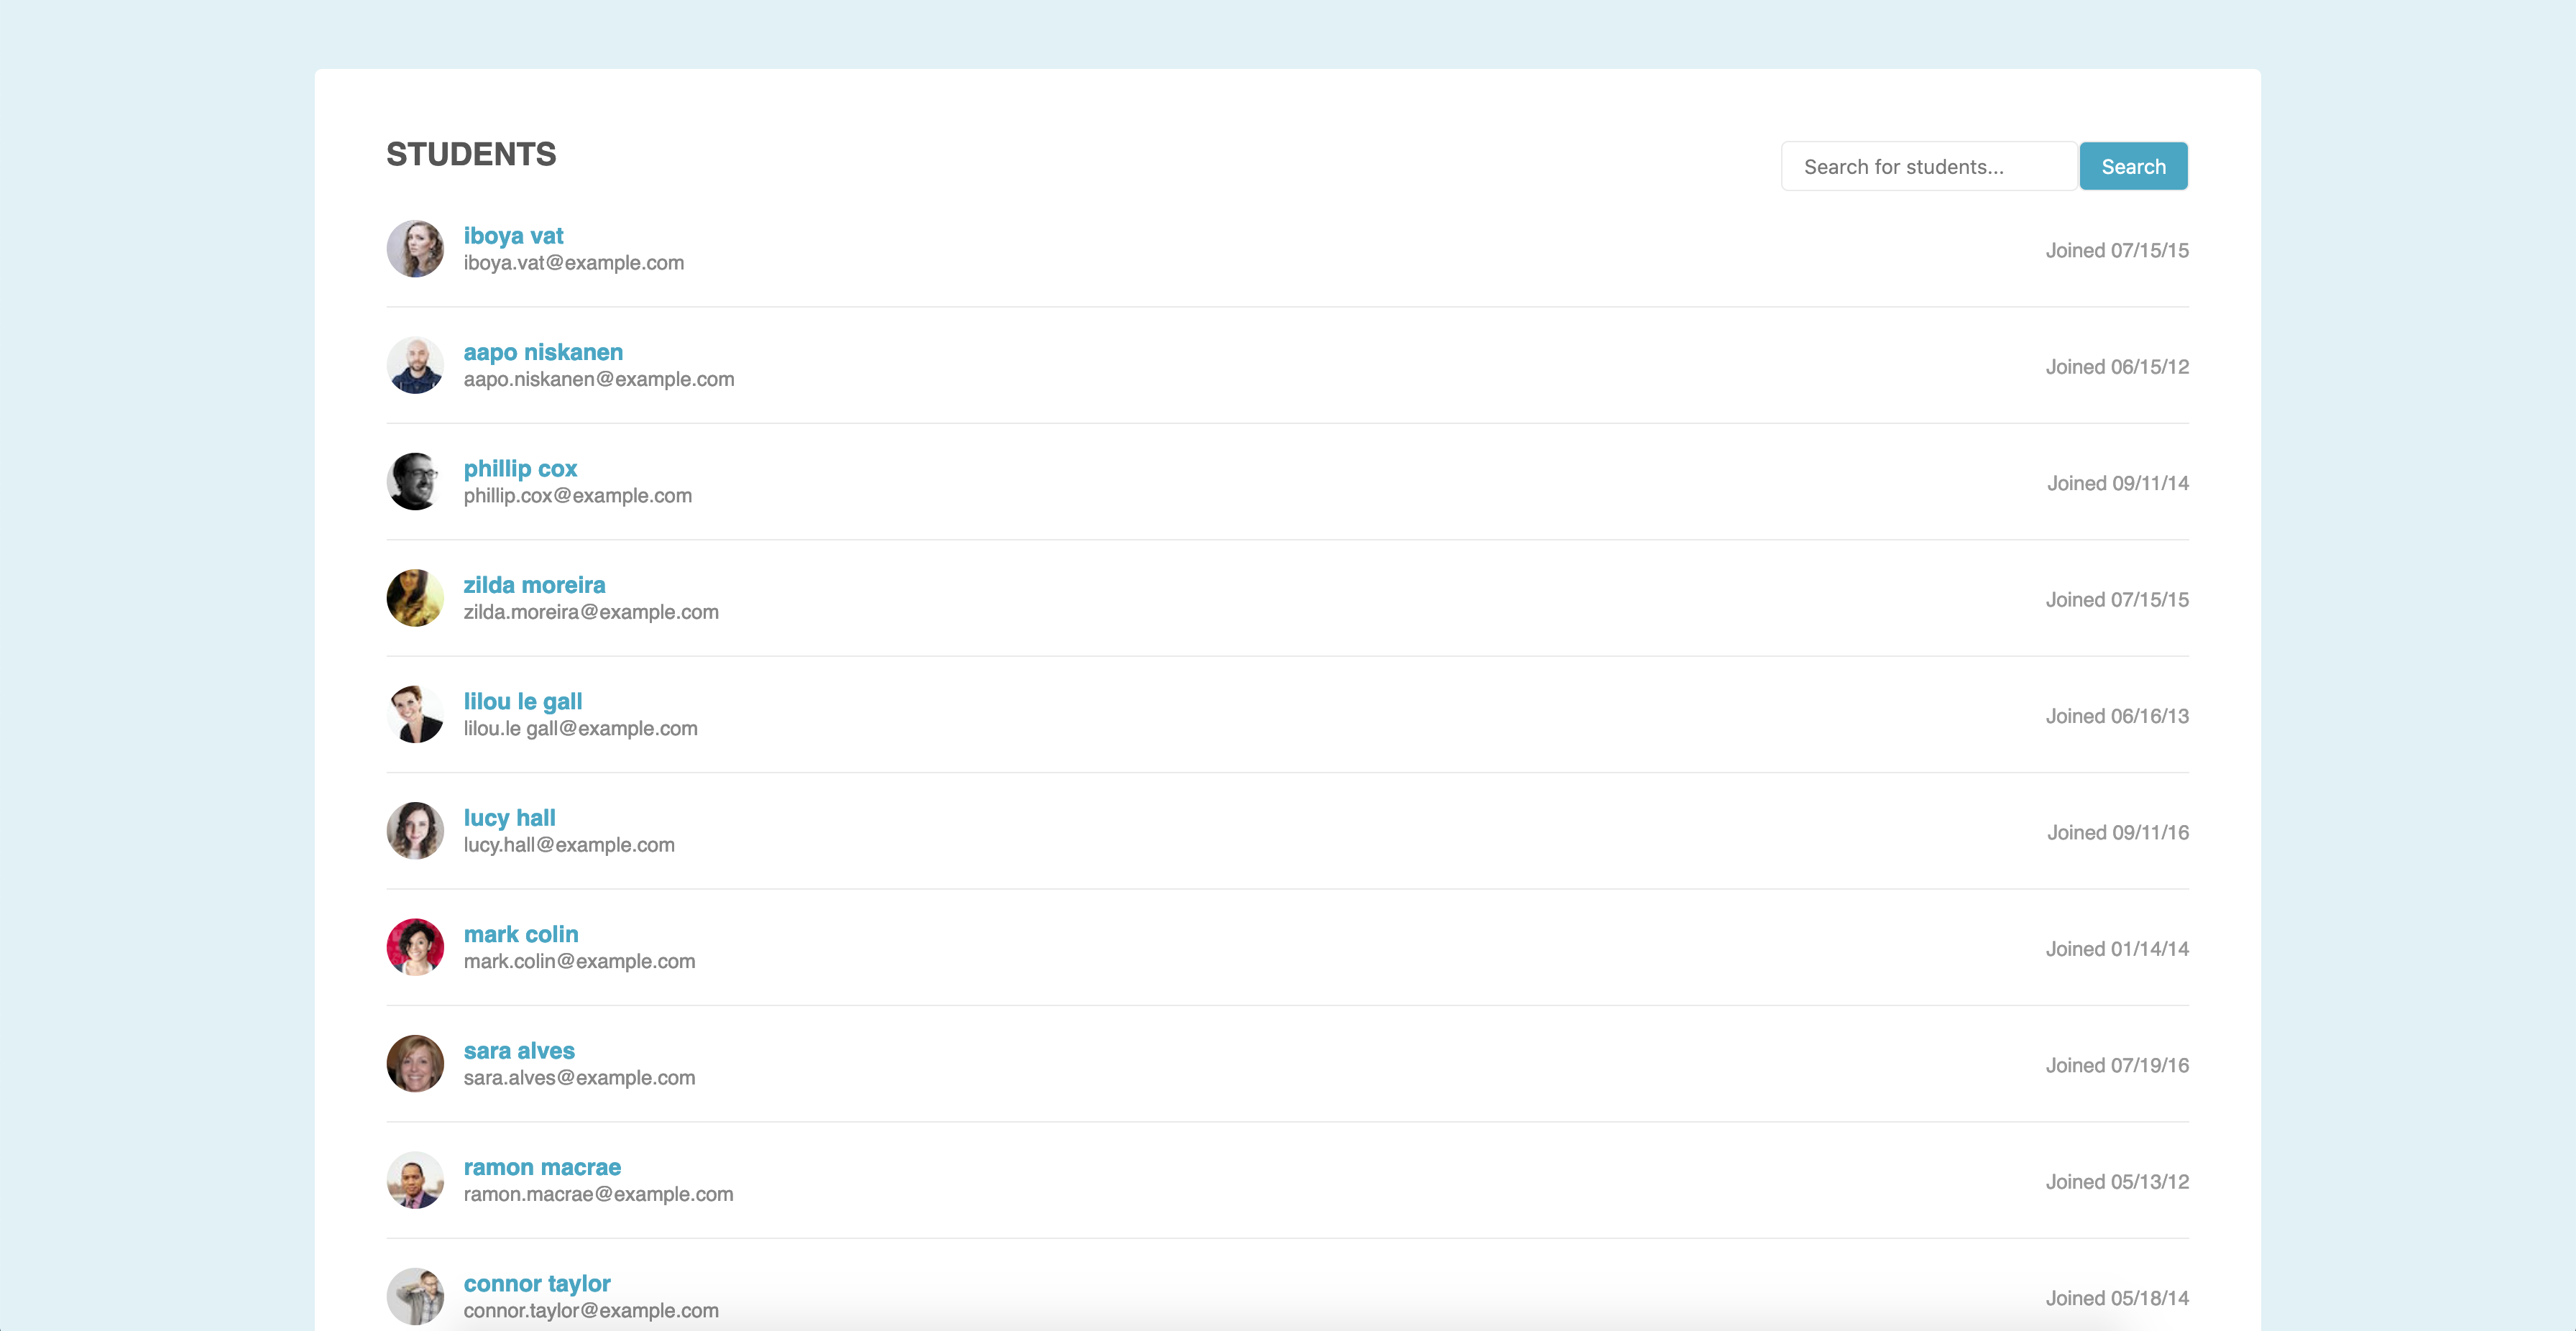 STUDENTS
Search for students...
Search
iboya vat
iboya.vat@example.com
Joined 07/15/15
aapo niskanen
aapo.niskanen@example.com
Joined 06/15/12
phillip cox
phillip.cox@example.com
Joined 09/11/14
zilda moreira
zilda.moreira@example.com
Joined 07/15/15
lilou le gall
lilou.le gall@example.com
Joined 06/16/13
lucy hall
lucy.hall@example.com
Joined 09/11/16
mark colin
mark.colin@example.com
Joined 01/14/14
sara alves
sara.alves@example.com
Joined 07/19/16
ramon macrae
ramon.macrae@example.com
Joined 05/13/12
connor taylor
connor.taylor@example.com
Joined 05/18/14